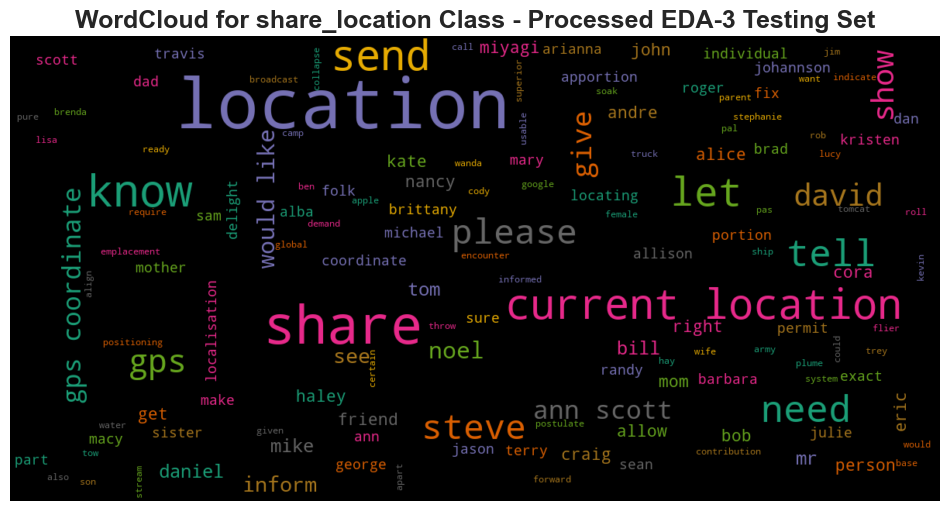 WordCloud for share_location Class - Processed EDA-3 Testing Set
scott
travis
send
collapse
call
miyagi
arianna
john
individual
jim
show
dad
broadcast
location
superior
apportion
johannson
want
indicate
soak
roger
parent
fix
pure
brenda
usable
give
andre
stephanie
dan
lisa
camp
would like
pal
rob
kristen
ready
kate
wanda
mary
truck
alice
brad
lucy
know
ben
folk
nancy
cody
google
locating
let
david
delight
apple
female
pas
tomcat
roll
gps coordinate
require
sam
alba
demand
brittany
michael
please
portion
ship
tell
emplacement
global
encounter
allison
mother
coordinate
cora
kevin
align
informed
tom
current location
share
sure
throw
right
permit
flier
positioning
localisation
gps
see
certain
noel
bill
hay
wife
army
could
trey
randy
mom
barbara
plume
system
exact
make
haley
get
friend
steve
ann scott
need
eric
water
given
postulate
allow
contribution
julie
would
macy
sister
mike
ann
bob
part
tow
jason
terry
craig
mr
daniel
george
sean
person
base
also
son
stream
inform
apart
forward